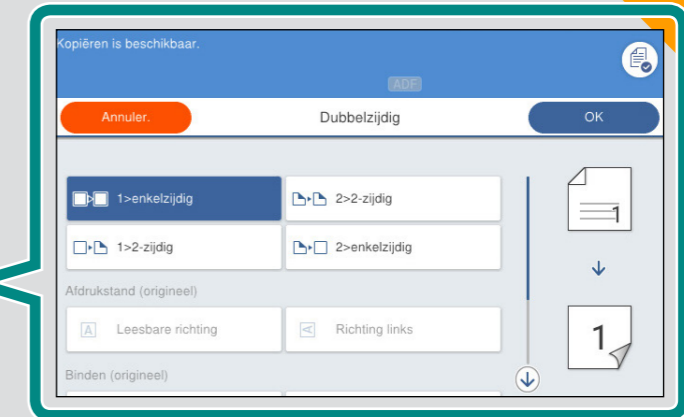 Kopiëren is beschikbaar.
ADF
Annuler.
Dubbelzijdig
OK
1>enkelzijdig
2>2-zijdig
1>2-zijdig
2>enkelzijdig
Afdrukstand (origineel)
A Leesbare richting
A Richting links
Binden (origineel)
1
1